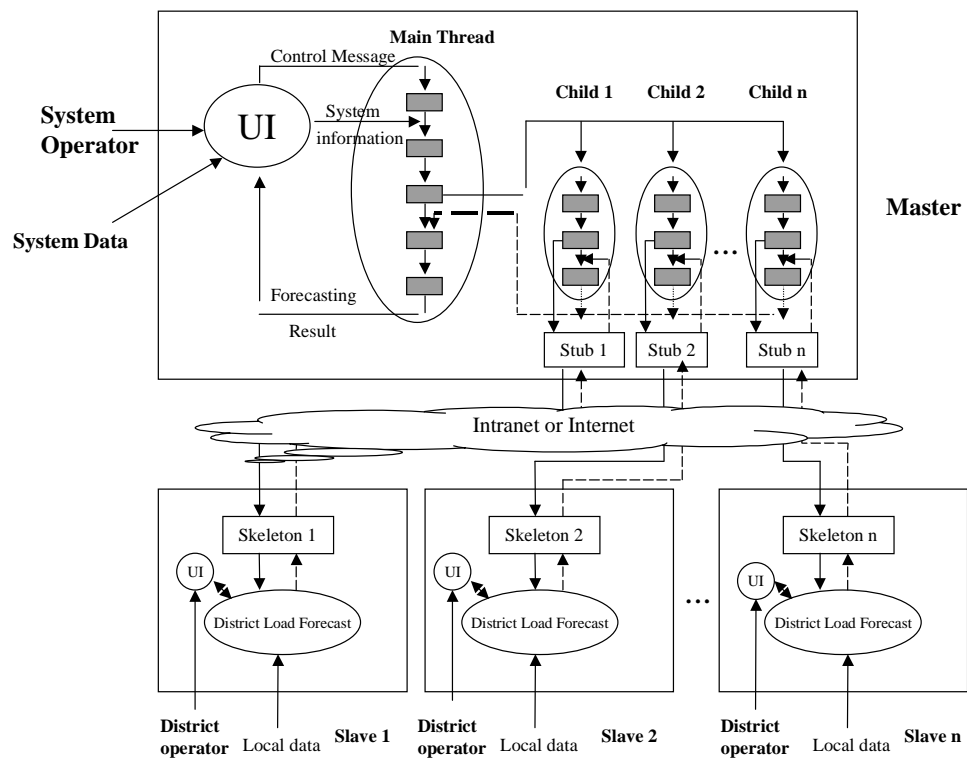 Main Thread
Control Message
Child 1 Child 2 Child n
System
Operator
UI
System
information
Master
System Data
...
Forecasting
Result
Stub 1 Stub 2 Stub n
Intranet or Internet
Skeleton 1 Skeleton 2 Skeleton n
UI UI UI
District Load Forecast District Load Forecast ... District Load Forecast
District
operator
Local data
Slave 1
District
operator
Local data
Slave 2
District
operator
Local data
Slave n